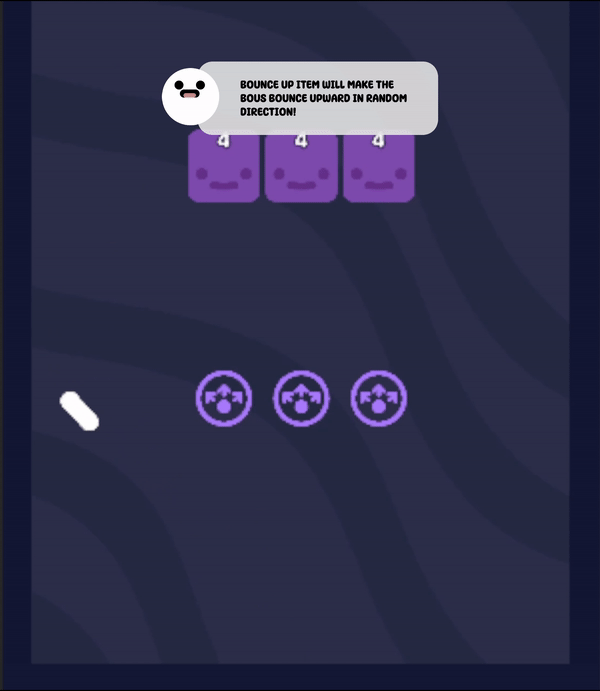 BOUNCE UP ITEM WILL MAKE THE
BOUS BOUNCE UPWARD IN RANDOM
DIRECTION!
4 4 4